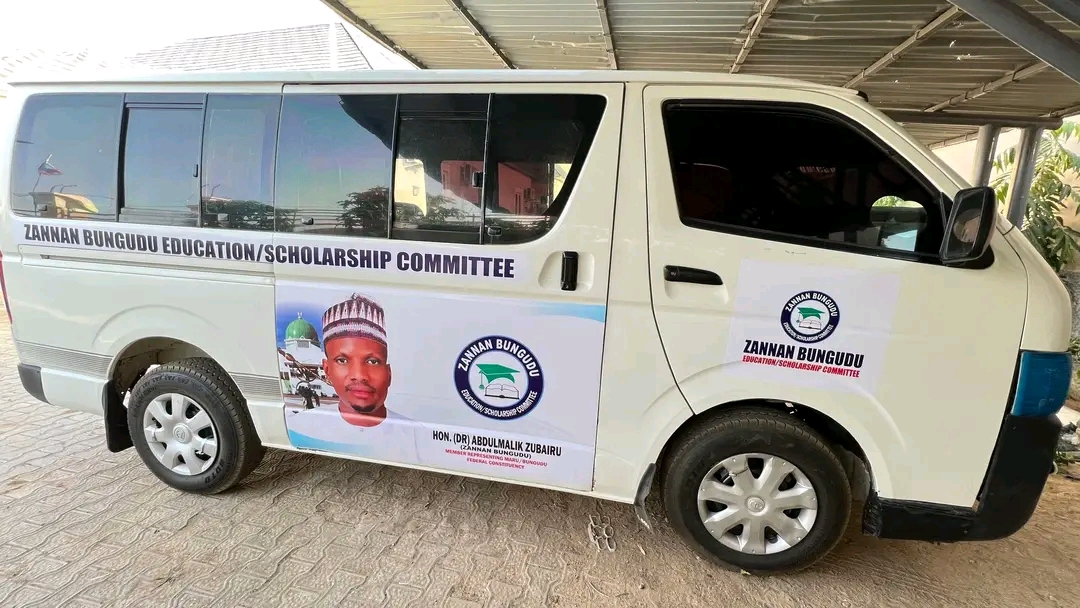 ZANNAN BUNGUDU EDUCATION/SCHOLARSHIP COMMITTEE
ZANNAN BUNGUDU
EDUCATION/SCHOLARSHIP COMMITTEE
HON. (DR) ABDULMALIK ZUBAIRU
(ZANNAN BUNGUDU)
MEMBER REPRESENTING MARU/BUNGUDU
FEDERAL CONSTITUENCY
ZANNAN BUNGUDU
EDUCATION/SCHOLARSHIP COMMITTEE
ZANNAN BUNGUDU
EDUCATION/SCHOLARSHIP COMMITTEE